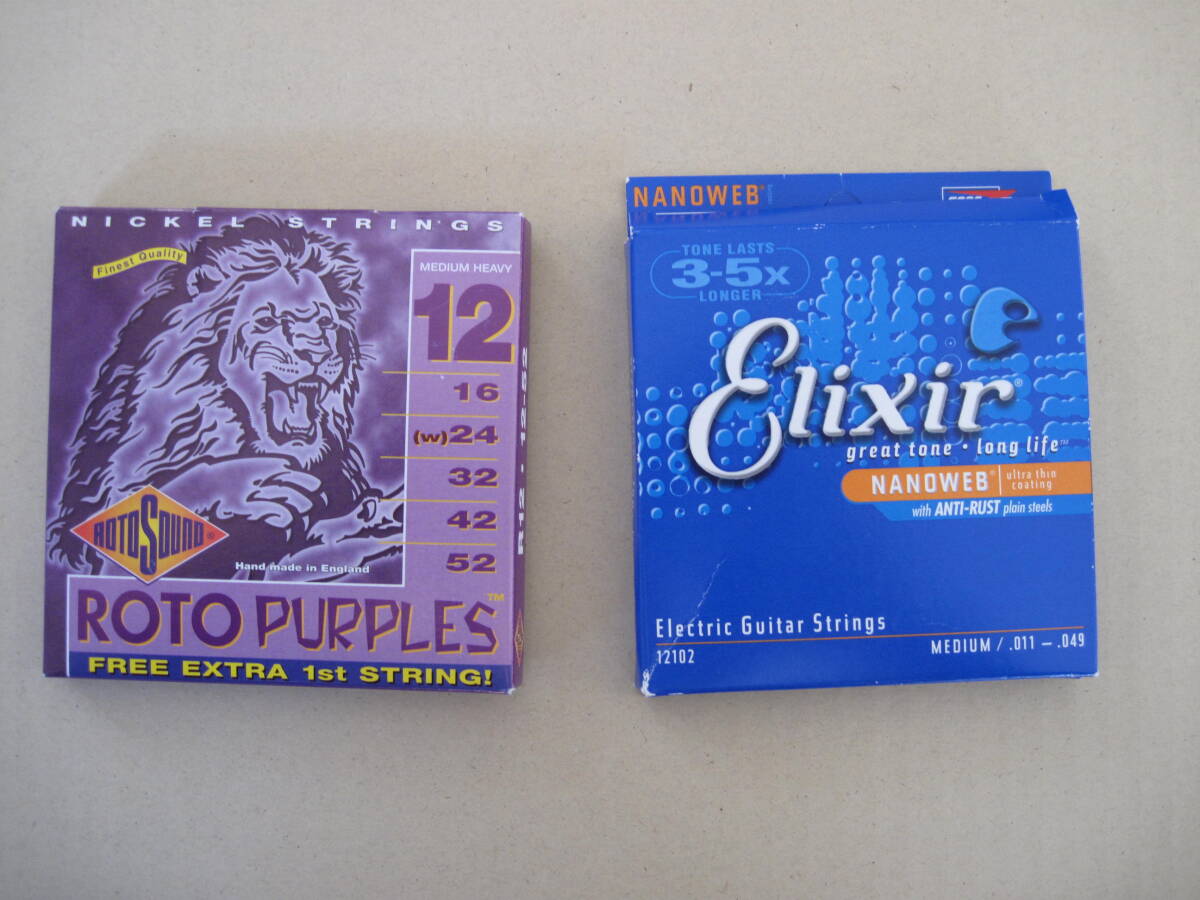 NICKEL STRINGS
Finest Quality
MEDIUM HEAVY
12
16
(w)24
32
42
52
R12 • 12-52
ROTOSOUND®
Hand made in England
ROTO PURPLES™
FREE EXTRA 1st STRING!
NANOWEB®
TONE LASTS
3-5x
LONGER
e
Elixir®
great tone • long life™
NANOWEB®
ultra thin
coating
with ANTI-RUST plain steels
Electric Guitar Strings
12102
MEDIUM / .011 – .049